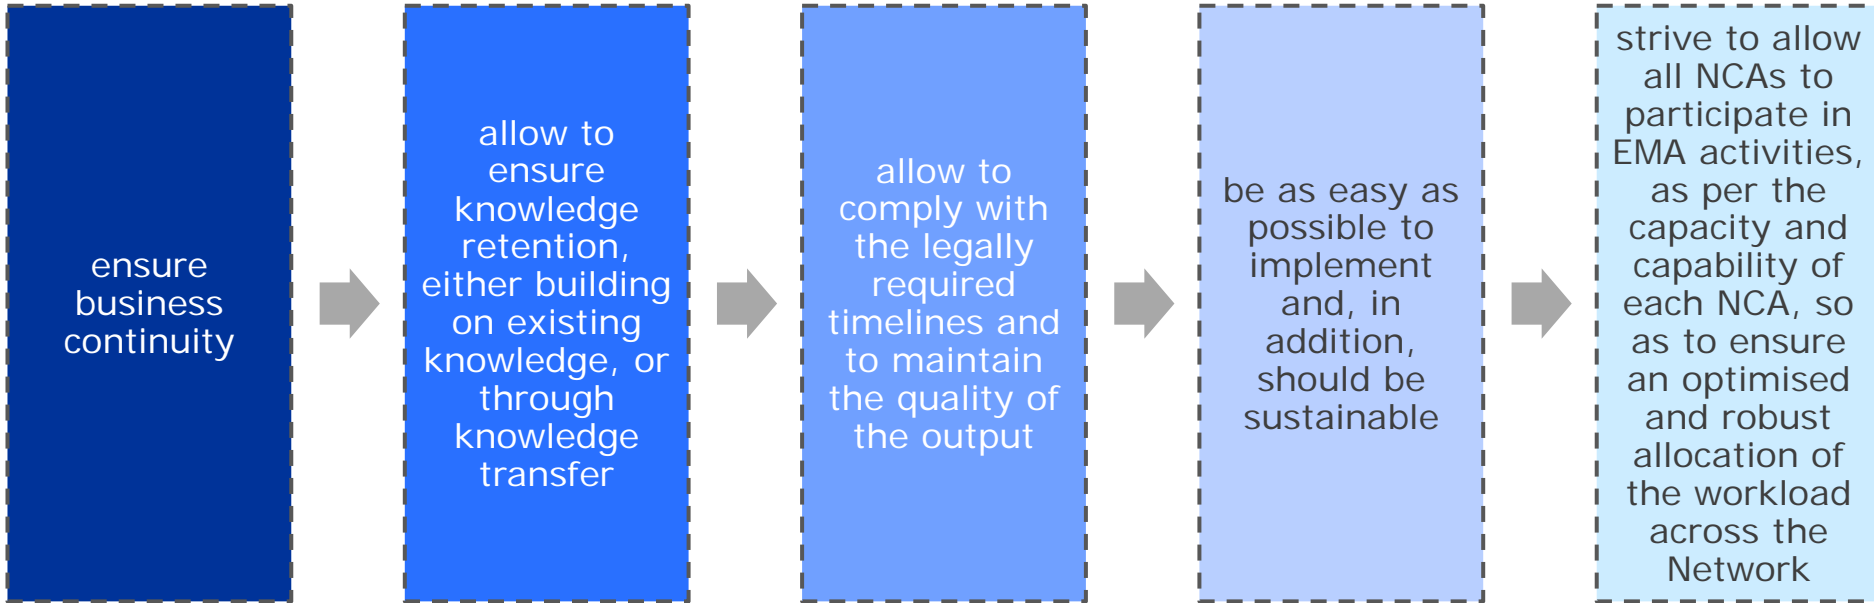 ensure
business
continuity
allow to
ensure
knowledge
retention,
either building
on existing
knowledge, or
through
knowledge
transfer
allow to
comply with
the legally
required
timelines and
to maintain
the quality of
the output
be as easy as
possible to
implement
and, in
addition,
should be
sustainable
strive to allow
all NCAs to
participate in
EMA activities,
as per the
capacity and
capability of
each NCA, so
as to ensure
an optimised
and robust
allocation of
the workload
across the
Network